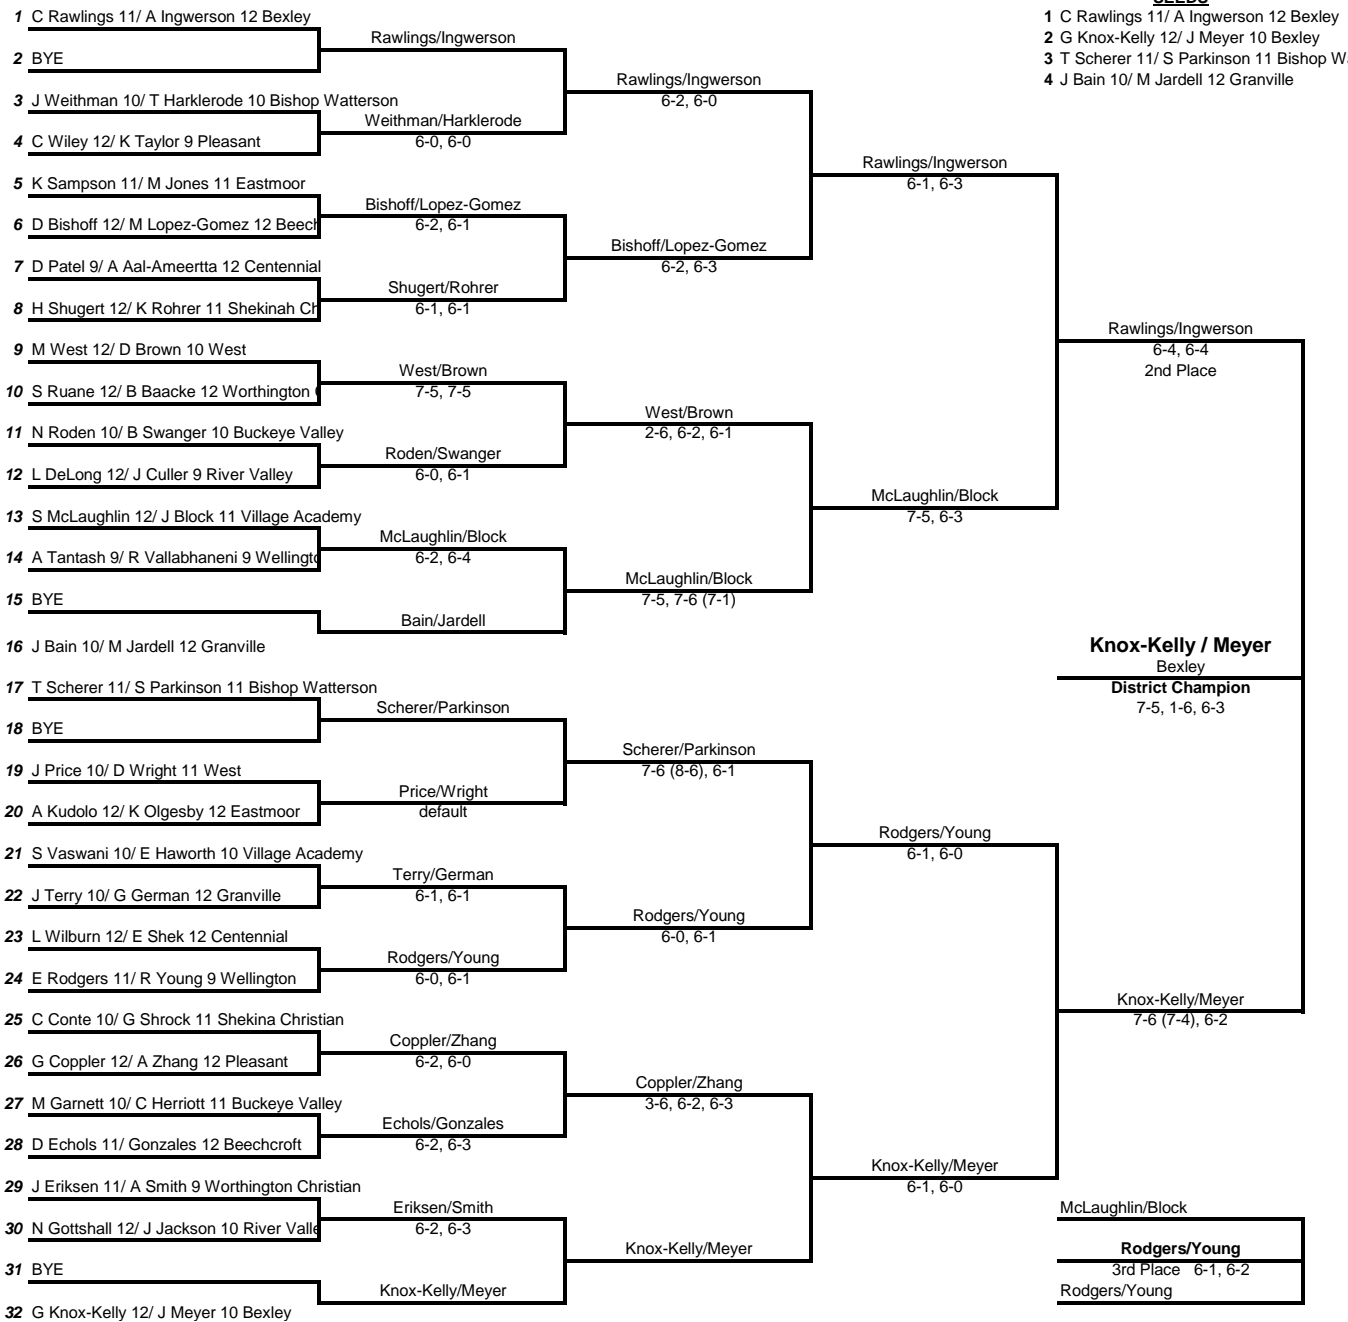 SEEDS
1 C Rawlings 11/ A Ingwerson 12 Bexley
2 G Knox-Kelly 12/ J Meyer 10 Bexley
3 T Scherer 11/ S Parkinson 11 Bishop
4 J Bain 10/ M Jardell 12 Granville
1 C Rawlings 11/ A Ingwerson 12 Bexley
2 BYE
3 J Weithman 10/ T Harklerode 10 Bishop Watterson
4 C Wiley 12/ K Taylor 9 Pleasant
5 K Sampson 11/ M Jones 11 Eastmoor
6 D Bishoff 12/ M Lopez-Gomez 12 Beech
7 D Patel 9/ A Aal-Ameertta 12 Centennial
8 H Shugert 12/ K Rohrer 11 Shekinah Ch
9 M West 12/ D Brown 10 West
10 S Ruane 12/ B Baacke 12 Worthington
11 N Roden 10/ B Swanger 10 Buckeye Valley
12 L DeLong 12/ J Culler 9 River Valley
13 S McLaughlin 12/ J Block 11 Village Academy
14 A Tantash 9/ R Vallabhaneni 9 Wellingto
15 BYE
16 J Bain 10/ M Jardell 12 Granville
17 T Scherer 11/ S Parkinson 11 Bishop Watterson
18 BYE
19 J Price 10/ D Wright 11 West
20 A Kudolo 12/ K Olgesby 12 Eastmoor
21 S Vaswani 10/ E Haworth 10 Village Academy
22 J Terry 10/ G German 12 Granville
23 L Wilburn 12/ E Shek 12 Centennial
24 E Rodgers 11/ R Young 9 Wellington
25 C Conte 10/ G Shrock 11 Shekina Christian
26 G Coppler 12/ A Zhang 12 Pleasant
27 M Garnett 10/ C Herriott 11 Buckeye Valley
28 D Echols 11/ Gonzales 12 Beechcroft
29 J Eriksen 11/ A Smith 9 Worthington Christian
30 N Gottshall 12/ J Jackson 10 River Valle
31 BYE
32 G Knox-Kelly 12/ J Meyer 10 Bexley
Rawlings/Ingwerson
Weithman/Harklerode
6-0, 6-0
Bishoff/Lopez-Gomez
6-2, 6-1
Shugert/Rohrer
6-1, 6-1
West/Brown
7-5, 7-5
Roden/Swanger
6-0, 6-1
McLaughlin/Block
6-2, 6-4
Bain/Jardell
Scherer/Parkinson
Price/Wright
default
Terry/German
6-1, 6-1
Rodgers/Young
6-0, 6-1
Coppler/Zhang
6-2, 6-0
Echols/Gonzales
6-2, 6-3
Eriksen/Smith
6-2, 6-3
Knox-Kelly/Meyer
Rawlings/Ingwerson
6-2, 6-0
Bishoff/Lopez-Gomez
6-2, 6-3
West/Brown
2-6, 6-2, 6-1
McLaughlin/Block
7-5, 7-6 (7-1)
Scherer/Parkinson
7-6 (8-6), 6-1
Rodgers/Young
6-0, 6-1
Coppler/Zhang
3-6, 6-2, 6-3
Knox-Kelly/Meyer
Rawlings/Ingwerson
6-1, 6-3
McLaughlin/Block
7-5, 6-3
Rodgers/Young
6-1, 6-0
Knox-Kelly/Meyer
6-1, 6-0
Rawlings/Ingwerson
6-4, 6-4
2nd Place
Knox-Kelly / Meyer
Bexley
District Champion
7-5, 1-6, 6-3
Knox-Kelly/Meyer
7-6 (7-4), 6-2
McLaughlin/Block
Rodgers/Young
3rd Place 6-1, 6-2
Rodgers/Young